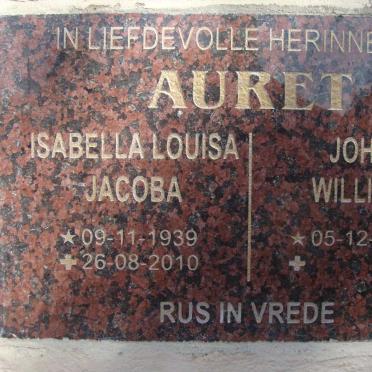 IN LIEFDEVOLLE HERINNE
AURET
ISABELLA LOUISA JOH
JACOBA WILLI
★09-11-1939 ★05-12-
✚26-08-2010 ✚
RUS IN VREDE